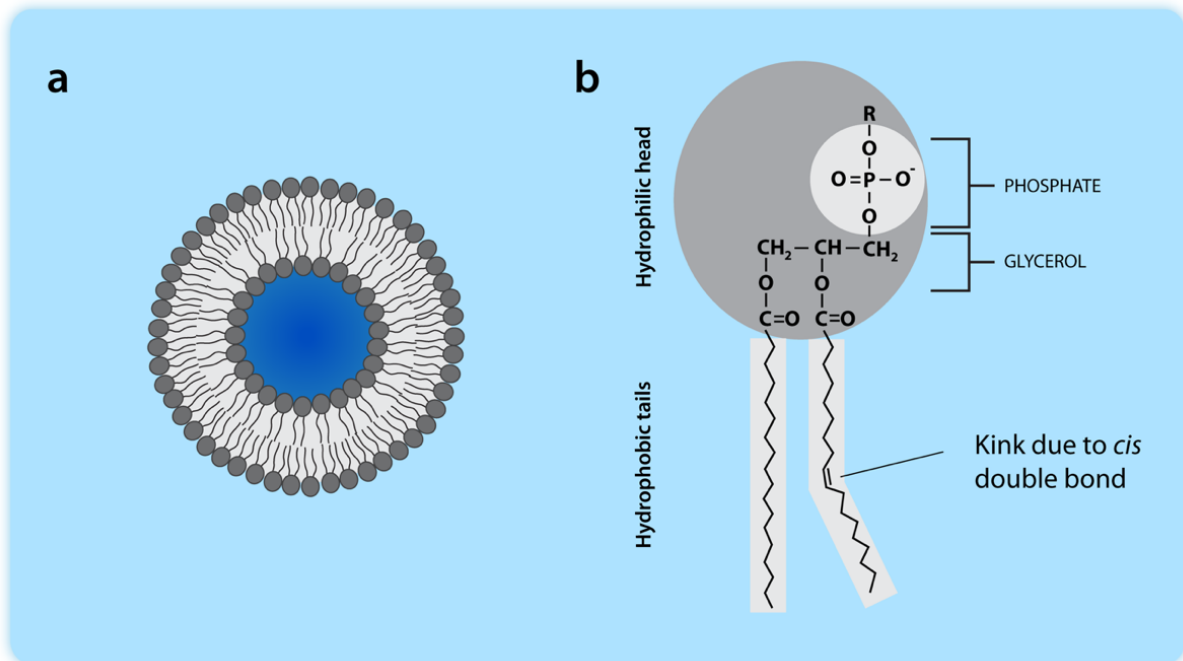 a
b
Hydrophilic head
R
O
O=P–O-
O
CH2–CH–CH2
O O
C=O C=O
PHOSPHATE
GLYCEROL
Hydrophobic tails
Kink due to cis
double bond